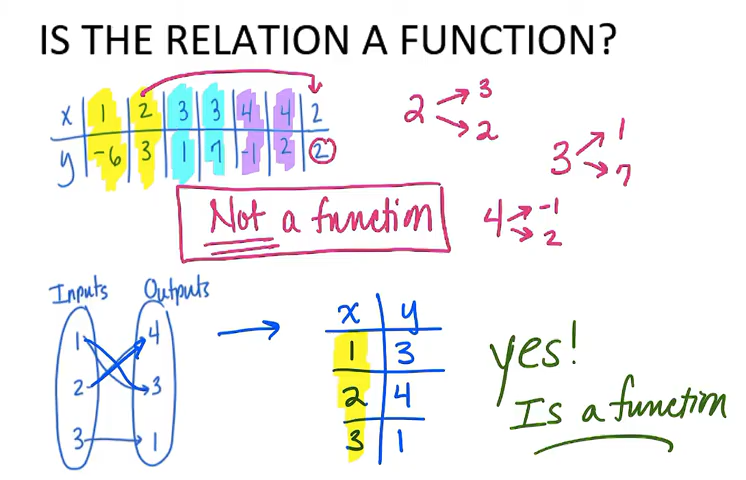 IS THE RELATION A FUNCTION?
x 1 2 3 3 4 4 2
y -6 3 1 7 -1 2 2
2 → 3
→ 2
3 → 1
→ 7
4 → -1
→ 2
Not a function
Inputs Outputs
1 4
2 3
3 1
→
x y
1 3
2 4
3 1
yes!
Is a function